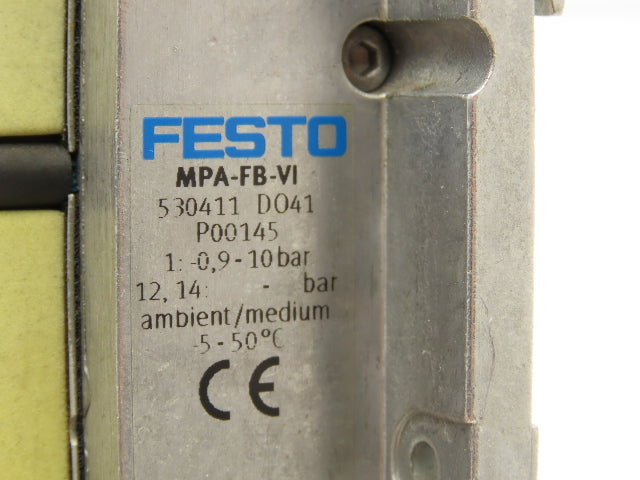 FESTO
MPA-FB-VI
530411 D041
P00145
1: -0,9-10 bar
12, 14: - bar
ambient/medium
-5-50°C
CE